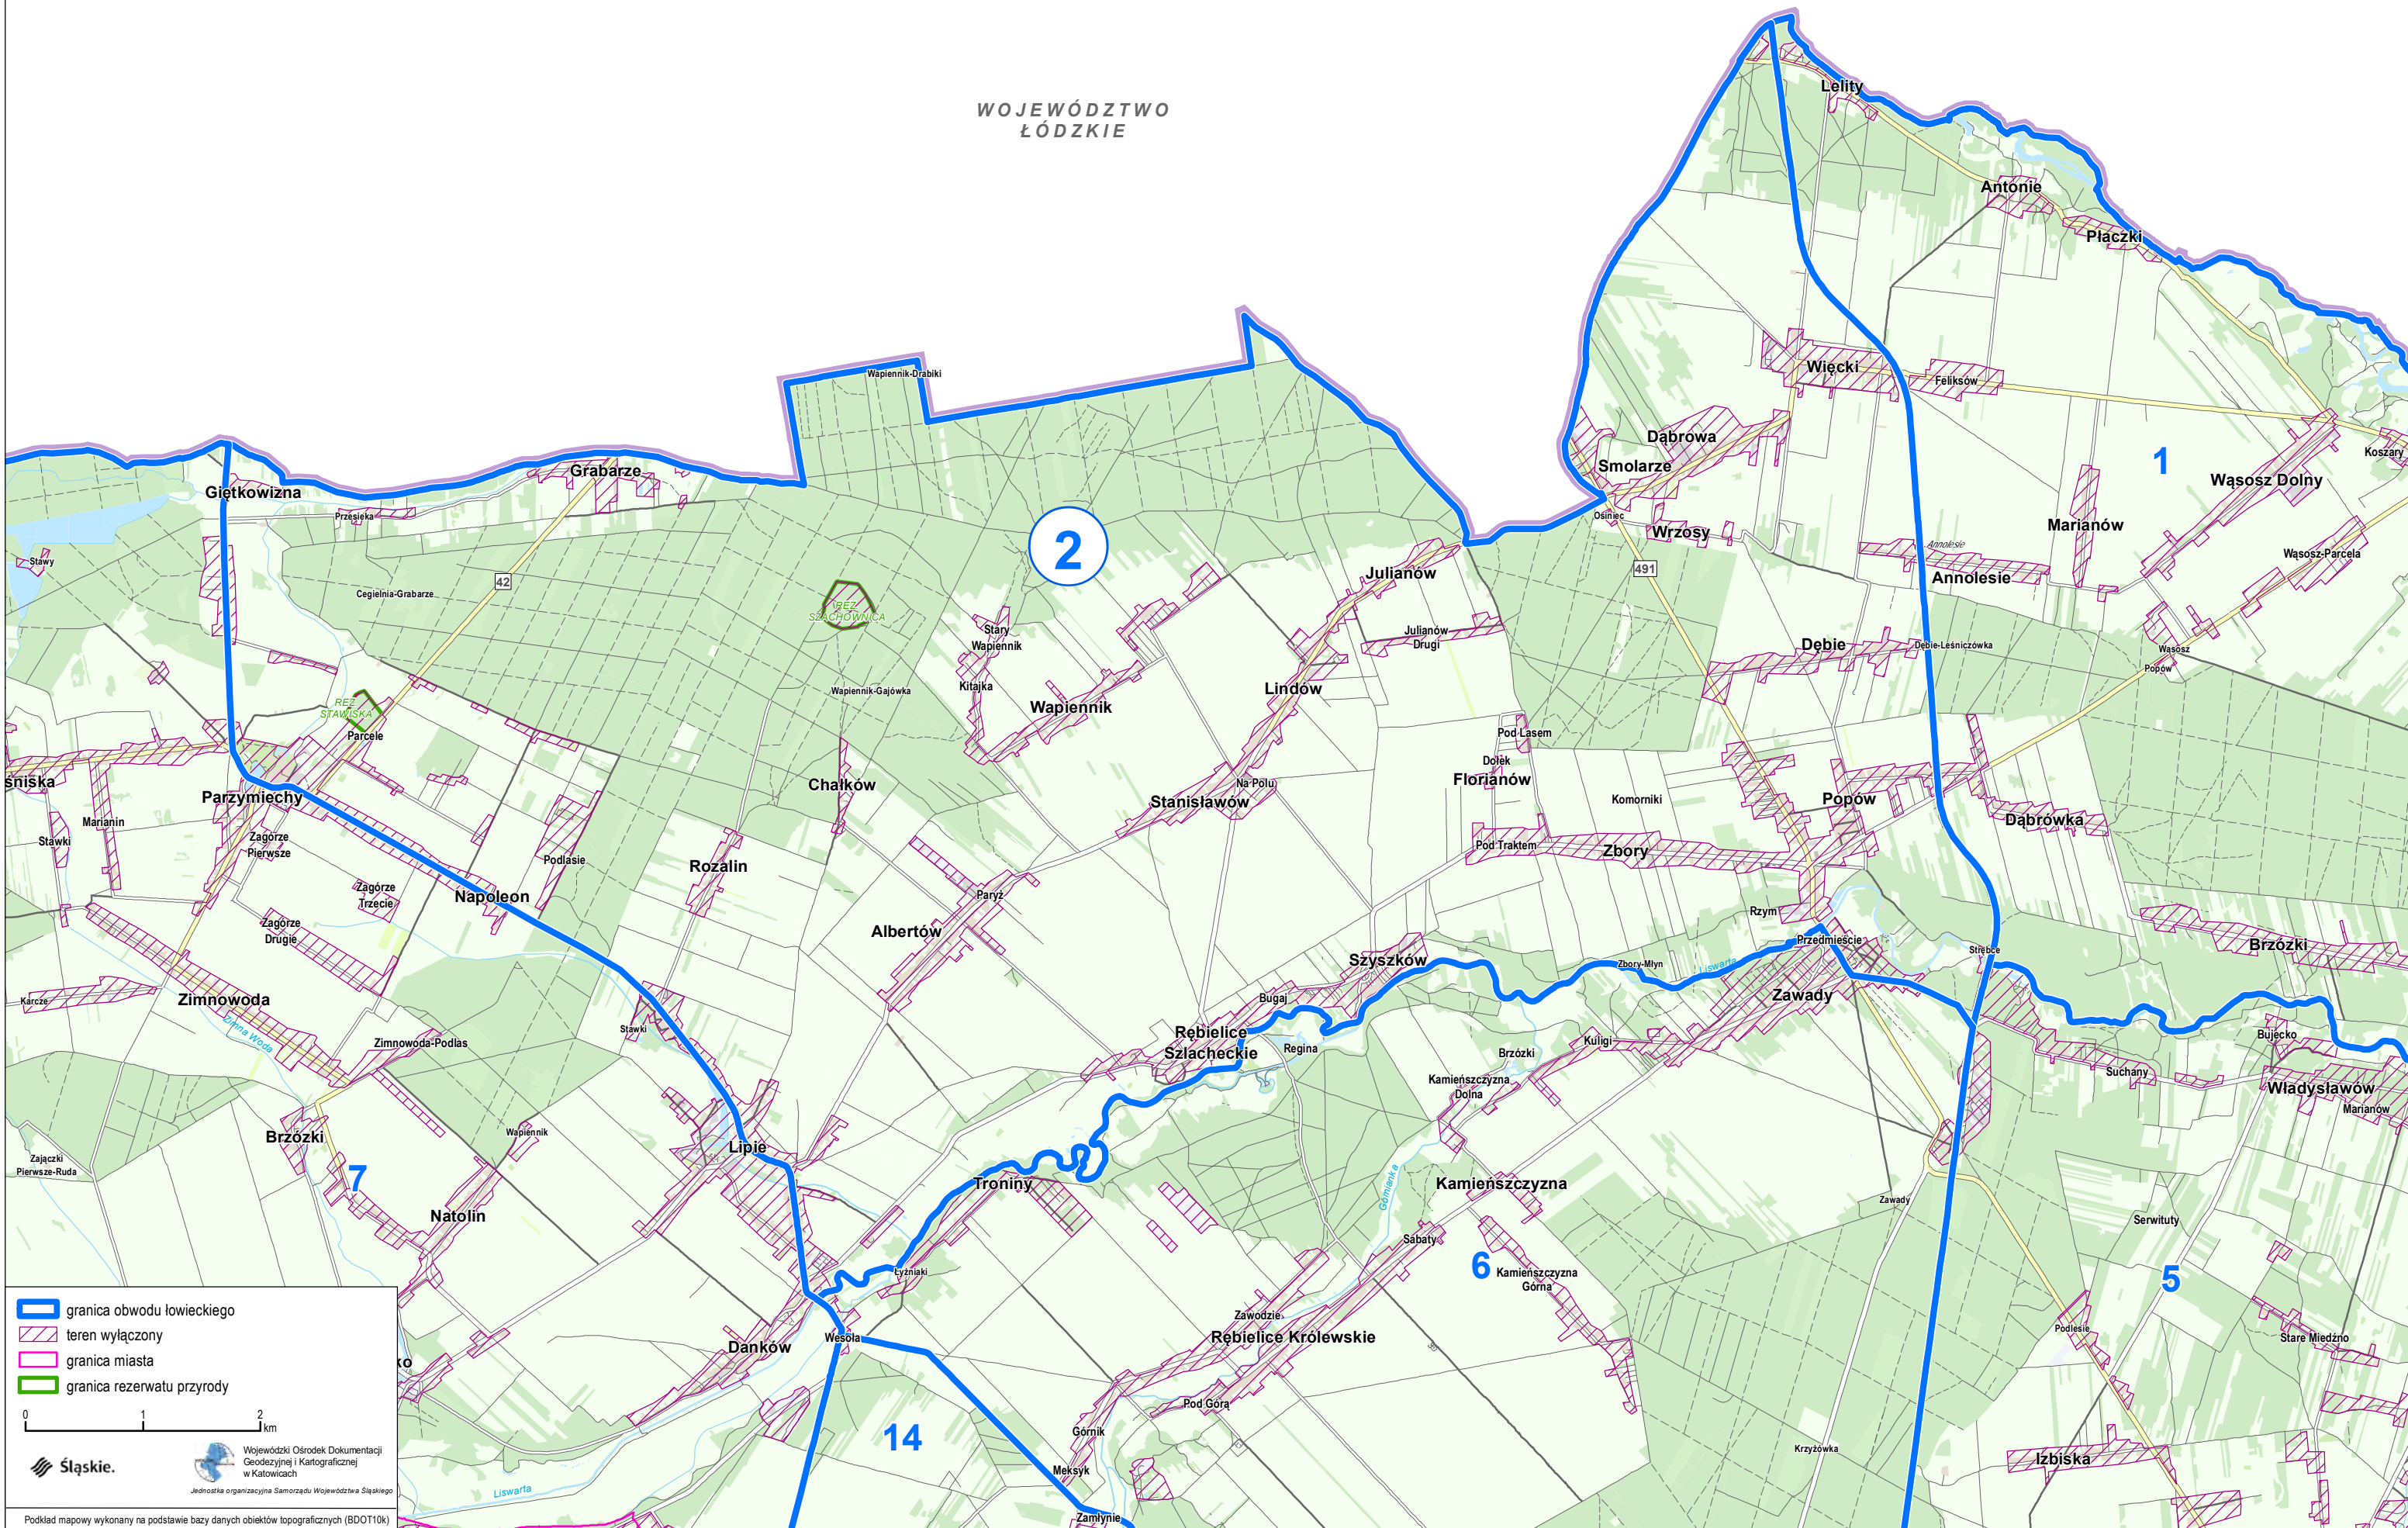 WOJEWÓDZTWO
ŁÓDZKIE
Lelity
Antonie
Płaczki
Więcki
Feliksów
Wapiennik-Drabiki
Dąbrowa
Smolarze
Koszary
1
Wąsosz Dolny
Grabarze
Giętkowizna
Przesieka
Osiniec
Wrzosy
Marianów
Annolesie
Annolesie
Wąsosz-Parcela
2
Stawy
42
491
Julianów
Cegielnia-Grabarze
REZ.
SZACHOWNICA
Stary
Wapiennik
Julianów
Drugi
Dębie
Dębie-Leśniczówka
Wąsosz
Popów
Kitajka
Wapiennik-Gajówka
Lindów
REZ.
STAWISKA
Parcele
Wapiennik
Pod Lasem
Dołek
Florianów
śniska
Parzymiechy
Chałków
Na Polu
Stanisławów
Komorniki
Popów
Dąbrówka
Marianin
Stawki
Zagórze
Pierwsze
Podlasie
Rozalin
Pod Traktem
Zbory
Zagórze
Trzecie
Napoleon
Paryż
Zagórze
Drugie
Albertów
Rzym
Przedmieście
Strębce
Brzózki
Szyszków
Zbory-Młyn
Liswarta
Karcze
Zimnowoda
Zimna Woda
Bugaj
Zawady
Stawki
Rębielice
Szlacheckie
Regina
Zimnowoda-Podlas
Brzózki
Kuligi
Bujecko
Suchany
Kamieńszczyzna
Dolna
Władysławów
Marianów
Brzózki
Wapiennik
Lipie
Zajączki
Pierwsze-Ruda
7
Troniny
Górnianka
Kamieńszczyzna
Zawady
Natolin
Serwituty
Sabaty
6
Kamieńszczyzna
Górna
5
Łyźniaki
Zawodzie
Rębielice Królewskie
Podlesie
Stare Miedźno
Wesoła
Danków
ko
Pod Górą
14
Górnik
Krzyżówka
Izbiska
Meksyk
Liswarta
Zamłynie
granica obwodu łowieckiego
teren wyłączony
granica miasta
granica rezerwatu przyrody
0 1 2
km
Śląskie.
Wojewódzki Ośrodek Dokumentacji
Geodezyjnej i Kartograficznej
w Katowicach
Jednostka organizacyjna Samorządu Województwa Śląskiego
Podkład mapowy wykonany na podstawie bazy danych obiektów topograficznych (BDOT10k)